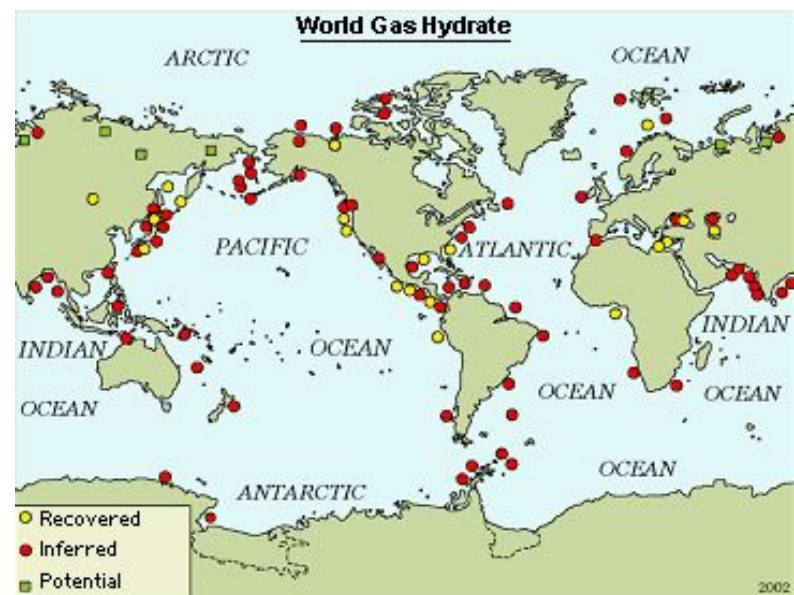 World Gas Hydrate
ARCTIC
OCEAN
PACIFIC
ATLANTIC
INDIAN
OCEAN
INDIAN
OCEAN
OCEAN
OCEAN
OCEAN
ANTARCTIC
Recovered
Inferred
Potential
2002